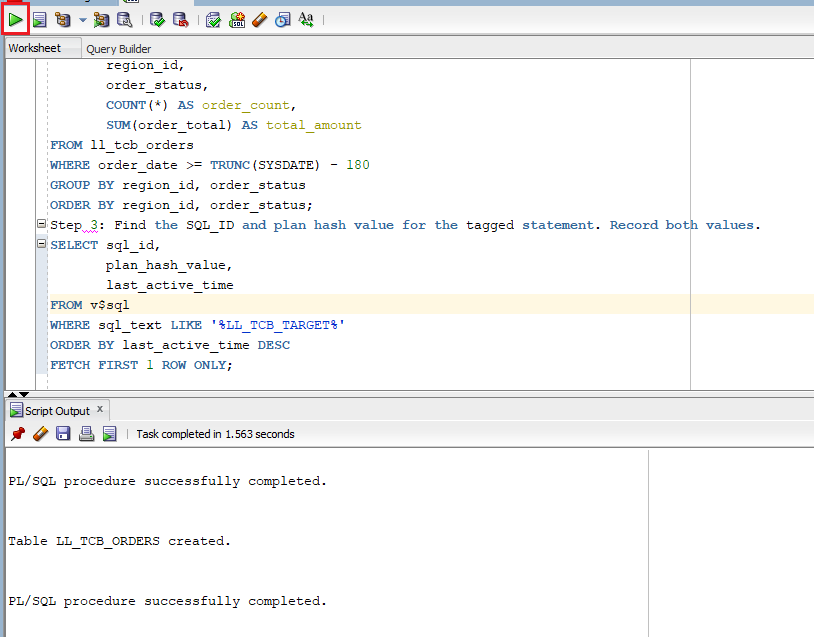 SQL
Aa
Worksheet
Query Builder
region_id,
order_status,
COUNT(*) AS order_count,
SUM(order_total) AS total_amount
FROM ll_tcb_orders
WHERE order_date >= TRUNC(SYSDATE) - 180
GROUP BY region_id, order_status
ORDER BY region_id, order_status;
Step 3: Find the SQL_ID and plan hash value for the tagged statement. Record both values.
SELECT sql_id,
plan_hash_value,
last_active_time
FROM v$sql
WHERE sql_text LIKE '%LL_TCB_TARGET%'
ORDER BY last_active_time DESC
FETCH FIRST 1 ROW ONLY;
Script Output x
Task completed in 1.563 seconds
PL/SQL procedure successfully completed.
Table LL_TCB_ORDERS created.
PL/SQL procedure successfully completed.